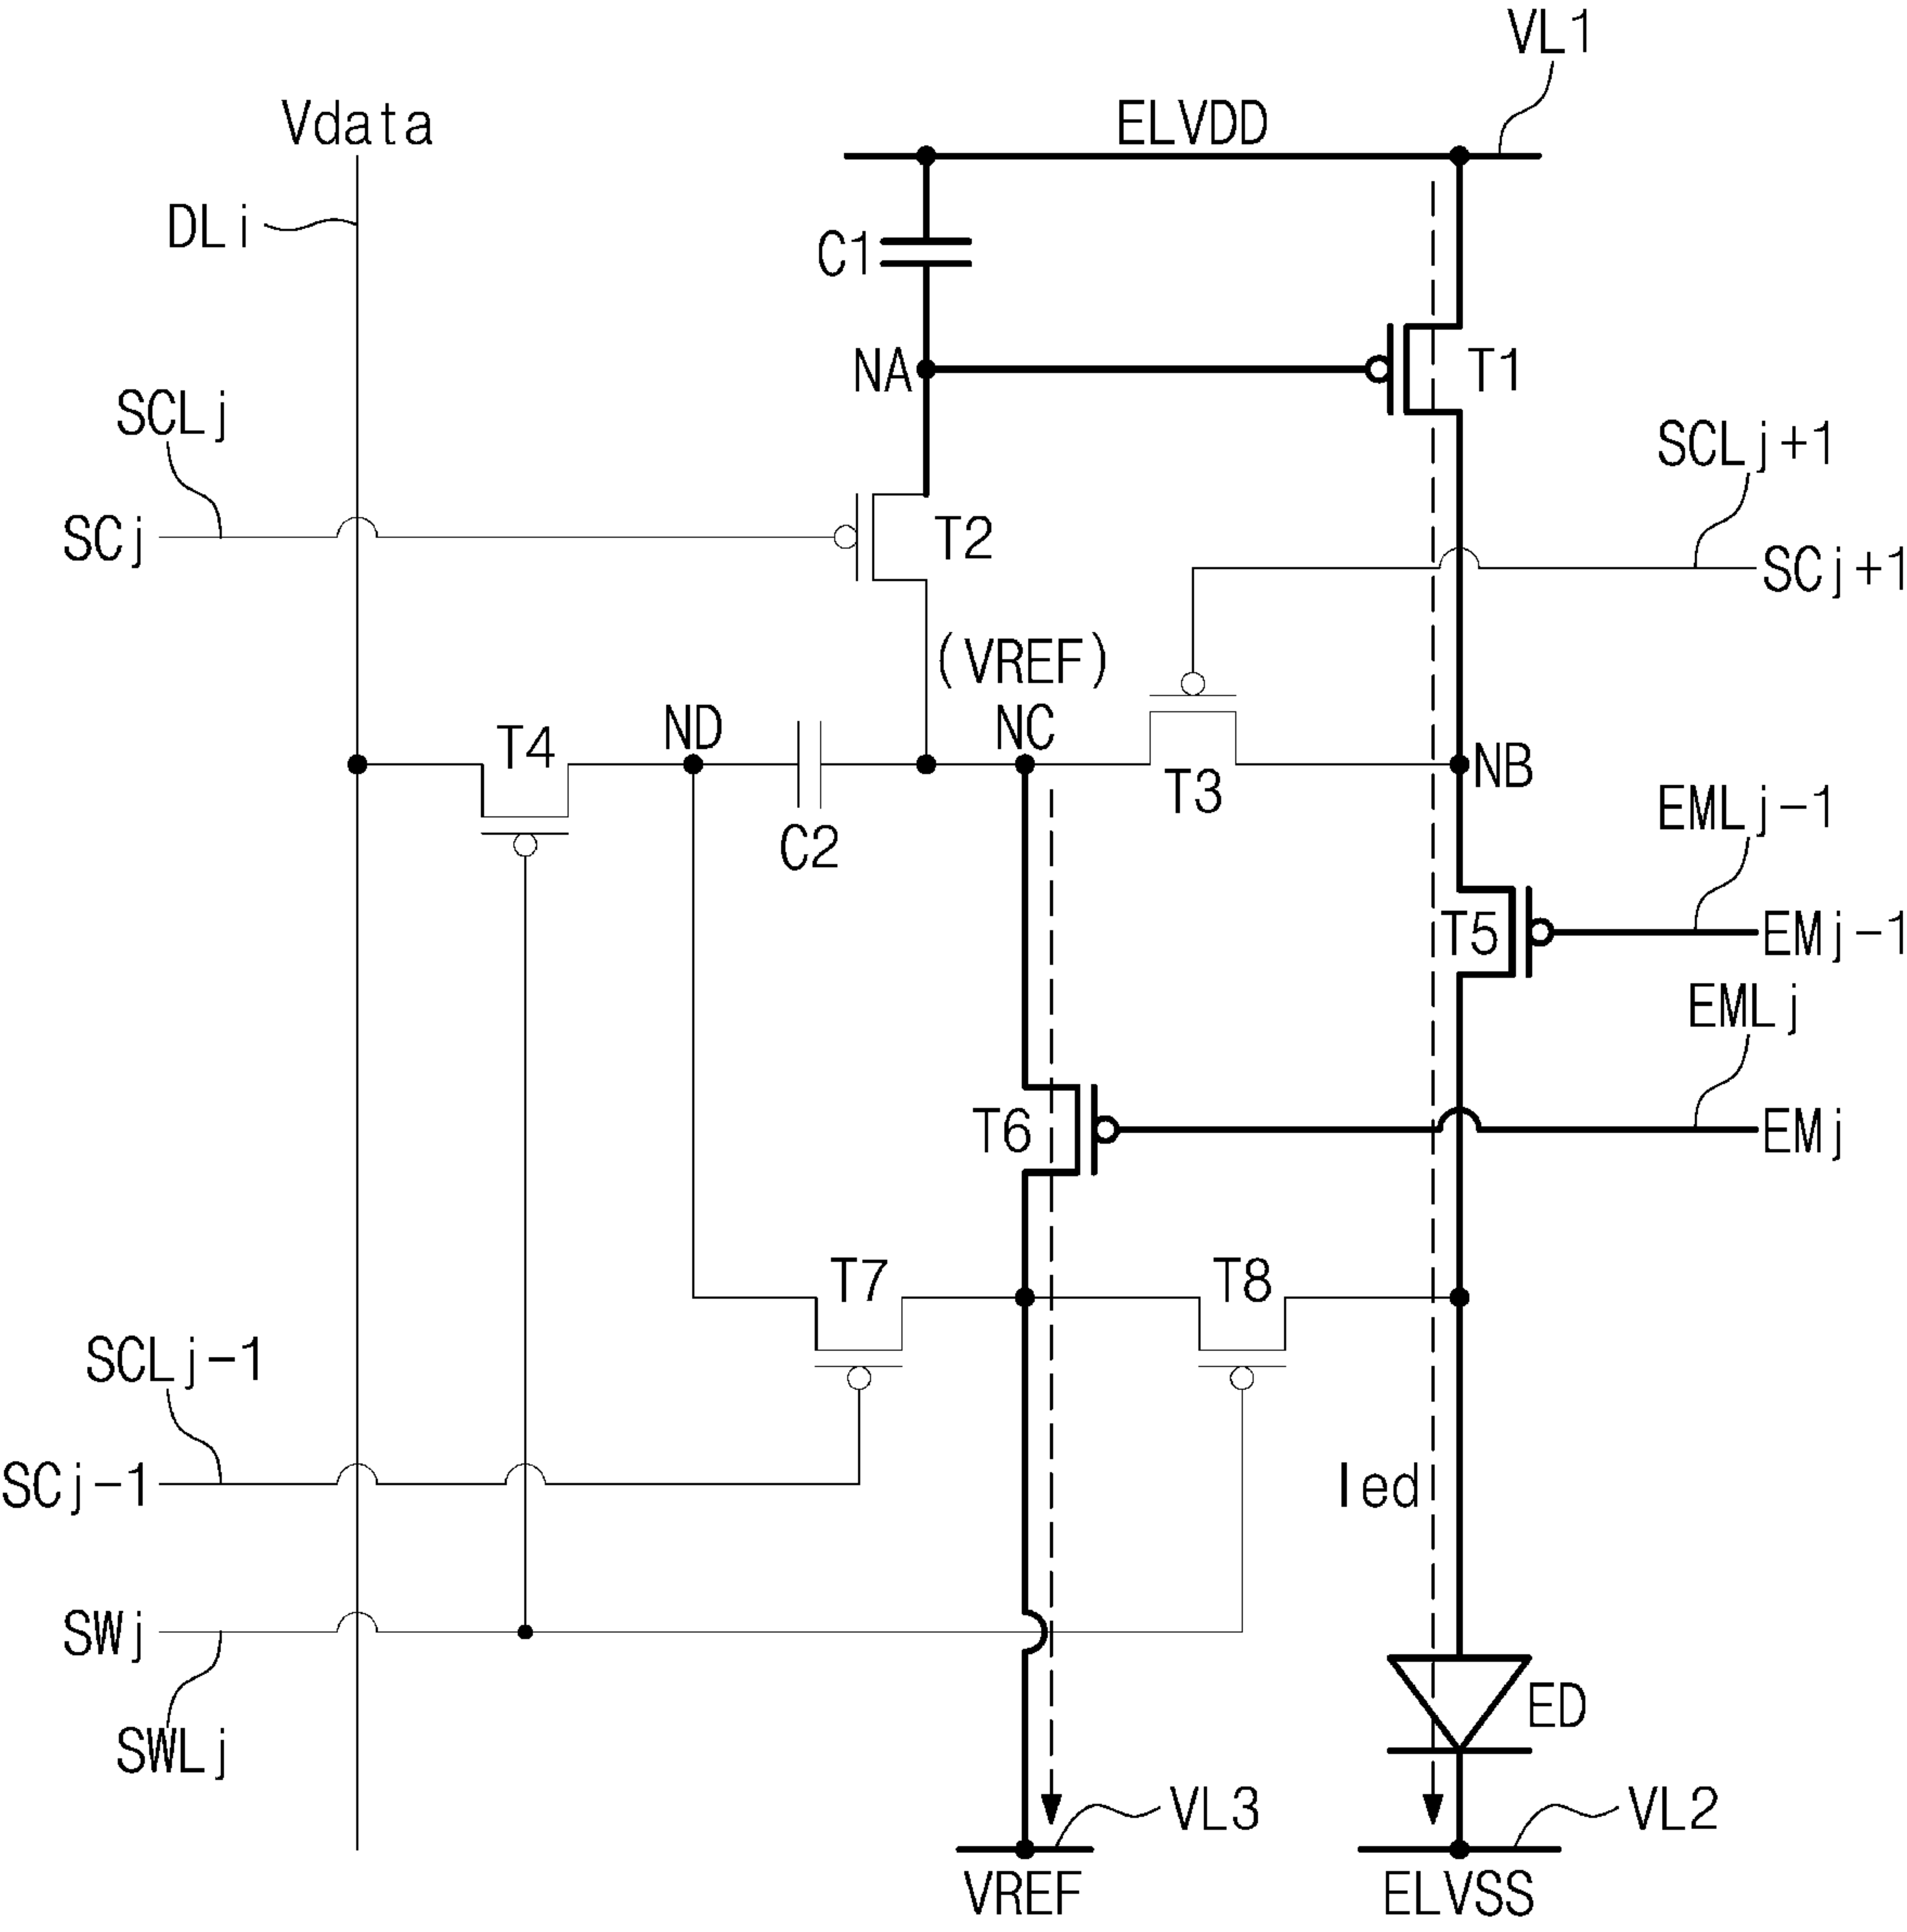 VL1
Vdata
ELVDD
DLi
C1
NA
T1
SCLj
SCLj+1
SCj
T2
SCj+1
(VREF)
ND
NC
T4
NB
T3
EMLj-1
C2
T5
EMj-1
EMLj
T6
EMj
T7
T8
SCLj-1
SCj-1
Ied
SWj
ED
SWLj
VL3
VL2
VREF
ELVSS